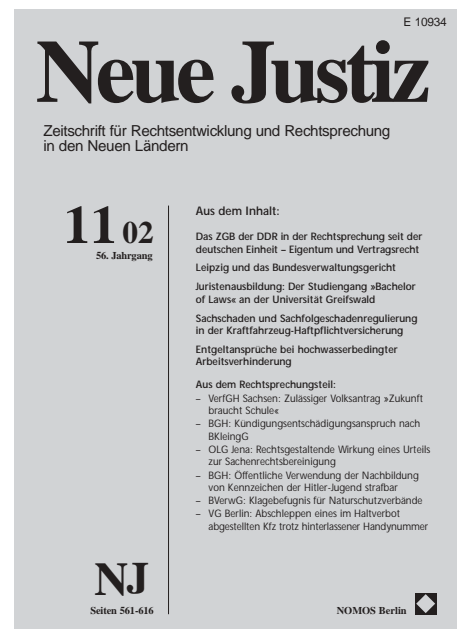 E 10934
Neue Justiz
Zeitschrift für Rechtsentwicklung und Rechtsprechung
in den Neuen Ländern
11 02
56. Jahrgang
Aus dem Inhalt:
Das ZGB der DDR in der Rechtsprechung seit der
deutschen Einheit – Eigentum und Vertragsrecht
Leipzig und das Bundesverwaltungsgericht
Juristenausbildung: Der Studiengang »Bachelor
of Laws« an der Universität Greifswald
Sachschaden und Sachfolgeschadenregulierung
in der Kraftfahrzeug-Haftpflichtversicherung
Entgeltansprüche bei hochwasserbedingter
Arbeitsverhinderung
Aus dem Rechtsprechungsteil:
– VerfGH Sachsen: Zulässiger Volksantrag »Zukunft
braucht Schule«
– BGH: Kündigungsentschädigungsanspruch nach
BKleingG
– OLG Jena: Rechtsgestaltende Wirkung eines Urteils
zur Sachenrechtsbereinigung
– BGH: Öffentliche Verwendung der Nachbildung
von Kennzeichen der Hitler-Jugend strafbar
– BVerwG: Klagebefugnis für Naturschutzverbände
– VG Berlin: Abschleppen eines im Haltverbot
abgestellten Kfz trotz hinterlassener Handynummer
NJ
Seiten 561-616
NOMOS Berlin